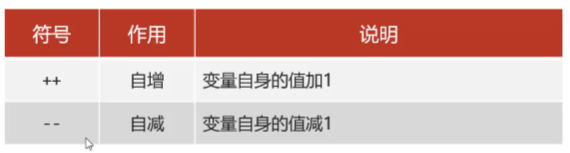 符号 作用 说明
++ 自增 变量自身的值加1
-- 自减 变量自身的值减1